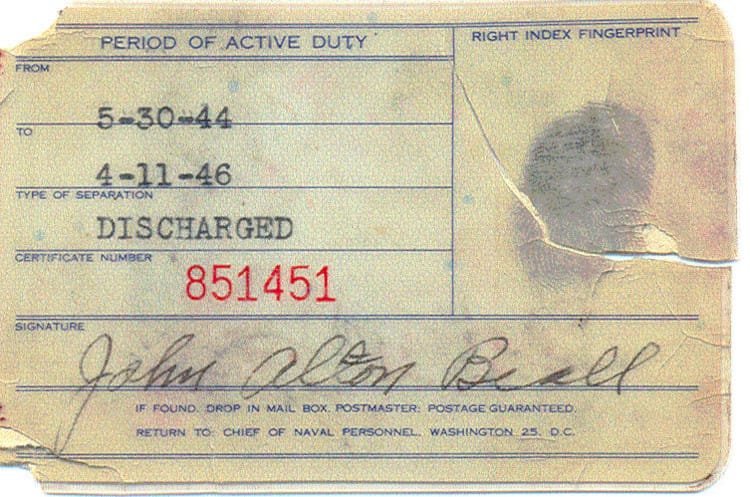 PERIOD OF ACTIVE DUTY
RIGHT INDEX FINGERPRINT
FROM
5-30-44
TO
4-11-46
TYPE OF SEPARATION
DISCHARGED
CERTIFICATE NUMBER
851451
SIGNATURE
John Alton Beall
IF FOUND, DROP IN MAIL BOX. POSTMASTER: POSTAGE GUARANTEED.
RETURN TO: CHIEF OF NAVAL PERSONNEL, WASHINGTON 25, D.C.